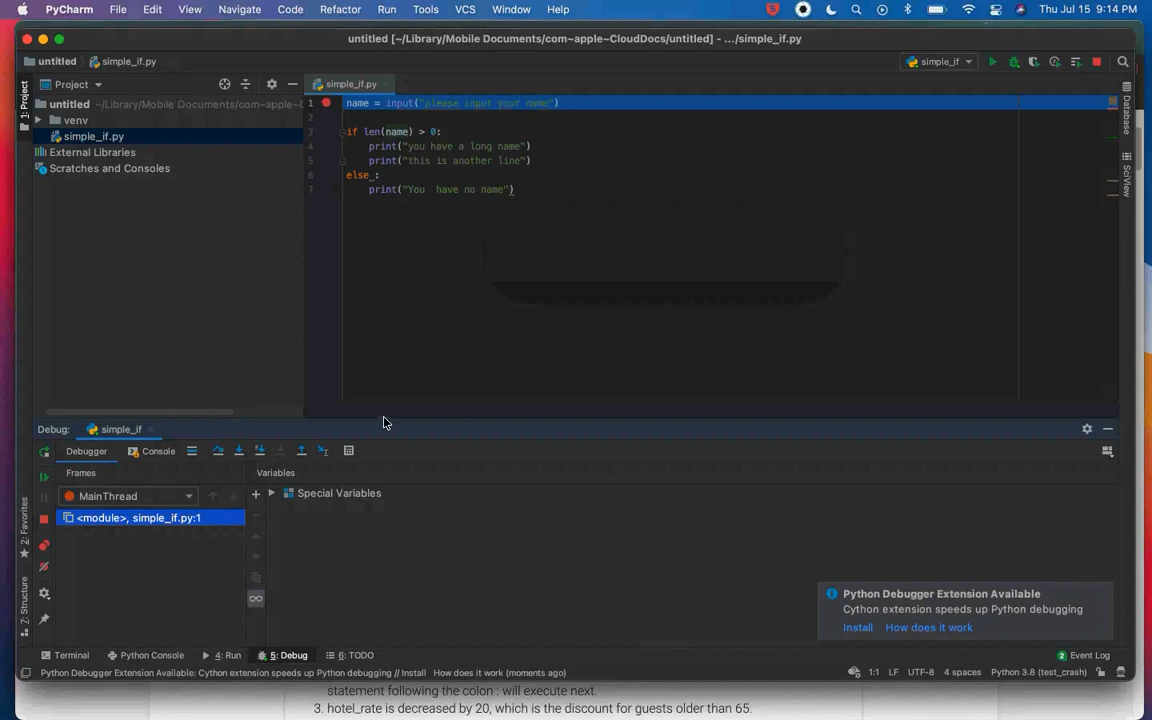 PyCharm File Edit View Navigate Code Refactor Run Tools VCS Window Help Thu Jul 15 9:14 PM
untitled [~/Library/Mobile Documents/com~apple~CloudDocs/untitled] - .../simple_if.py
untitled simple_if.py simple_if
1: Project
Project
simple_if.py
untitled ~/Library/Mobile Documents/com~apple~C
venv
simple_if.py
External Libraries
Scratches and Consoles
1 name = input("please input your name")
2
3 if len(name) > 0:
4 print("you have a long name")
5 print("this is another line")
6 else :
7 print("You  have no name")
Database
SciView
Debug: simple_if
Debugger Console
Frames Variables
MainThread
Special Variables
<module>, simple_if.py:1
2: Favorites
Z: Structure
Python Debugger Extension Available
Cython extension speeds up Python debugging
Install How does it work
Terminal Python Console 4: Run 5: Debug 6: TODO 2 Event Log
Python Debugger Extension Available: Cython extension speeds up Python debugging // Install How does it work (moments ago) 1:1 LF UTF-8 4 spaces Python 3.8 (test_crash)
statement following the colon : will execute next.
3. hotel_rate is decreased by 20, which is the discount for guests older than 65.